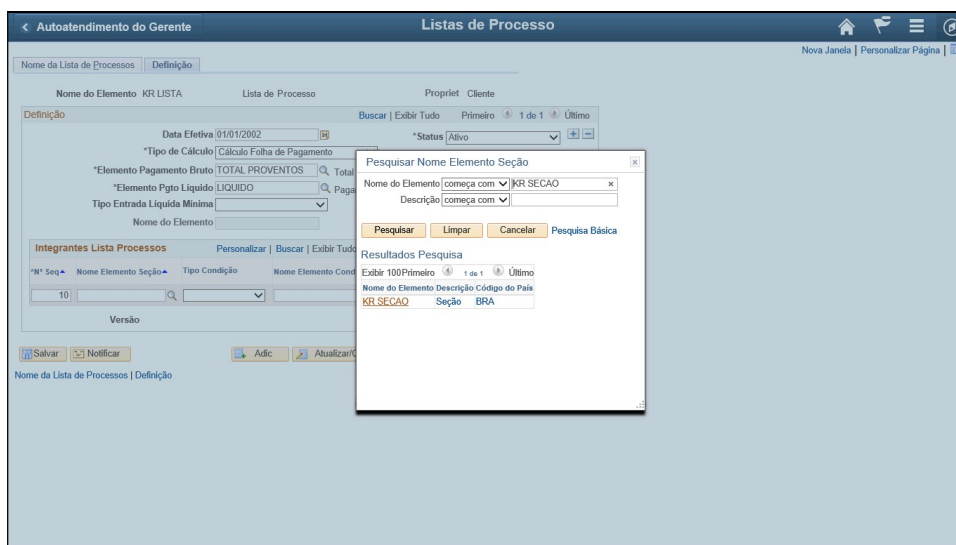 Autoatendimento do Gerente
Listas de Processo
Nova Janela | Personalizar Página |
Nome da Lista de Processos
Definição
Nome do Elemento KR LISTA Lista de Processo Propriet Cliente
Definição Buscar | Exibir Tudo Primeiro 1 de 1 Último
Data Efetiva 01/01/2002 *Status Ativo
*Tipo de Cálculo Cálculo Folha de Pagamento
*Elemento Pagamento Bruto TOTAL PROVENTOS Total
*Elemento Pgto Líquido LIQUIDO Paga
Tipo Entrada Líquida Mínima
Nome do Elemento
Integrantes Lista Processos Personalizar | Buscar | Exibir Tudo
*Nº Seq Nome Elemento Seção Tipo Condição Nome Elemento Cond
10
Versão
Salvar Notificar Adic Atualizar/
Nome da Lista de Processos | Definição
Pesquisar Nome Elemento Seção
Nome do Elemento começa com KR SECAO
Descrição começa com
Pesquisar Limpar Cancelar Pesquisa Básica
Resultados Pesquisa
Exibir 100 Primeiro 1 de 1 Último
Nome do Elemento Descrição Código do País
KR SECAO Seção BRA